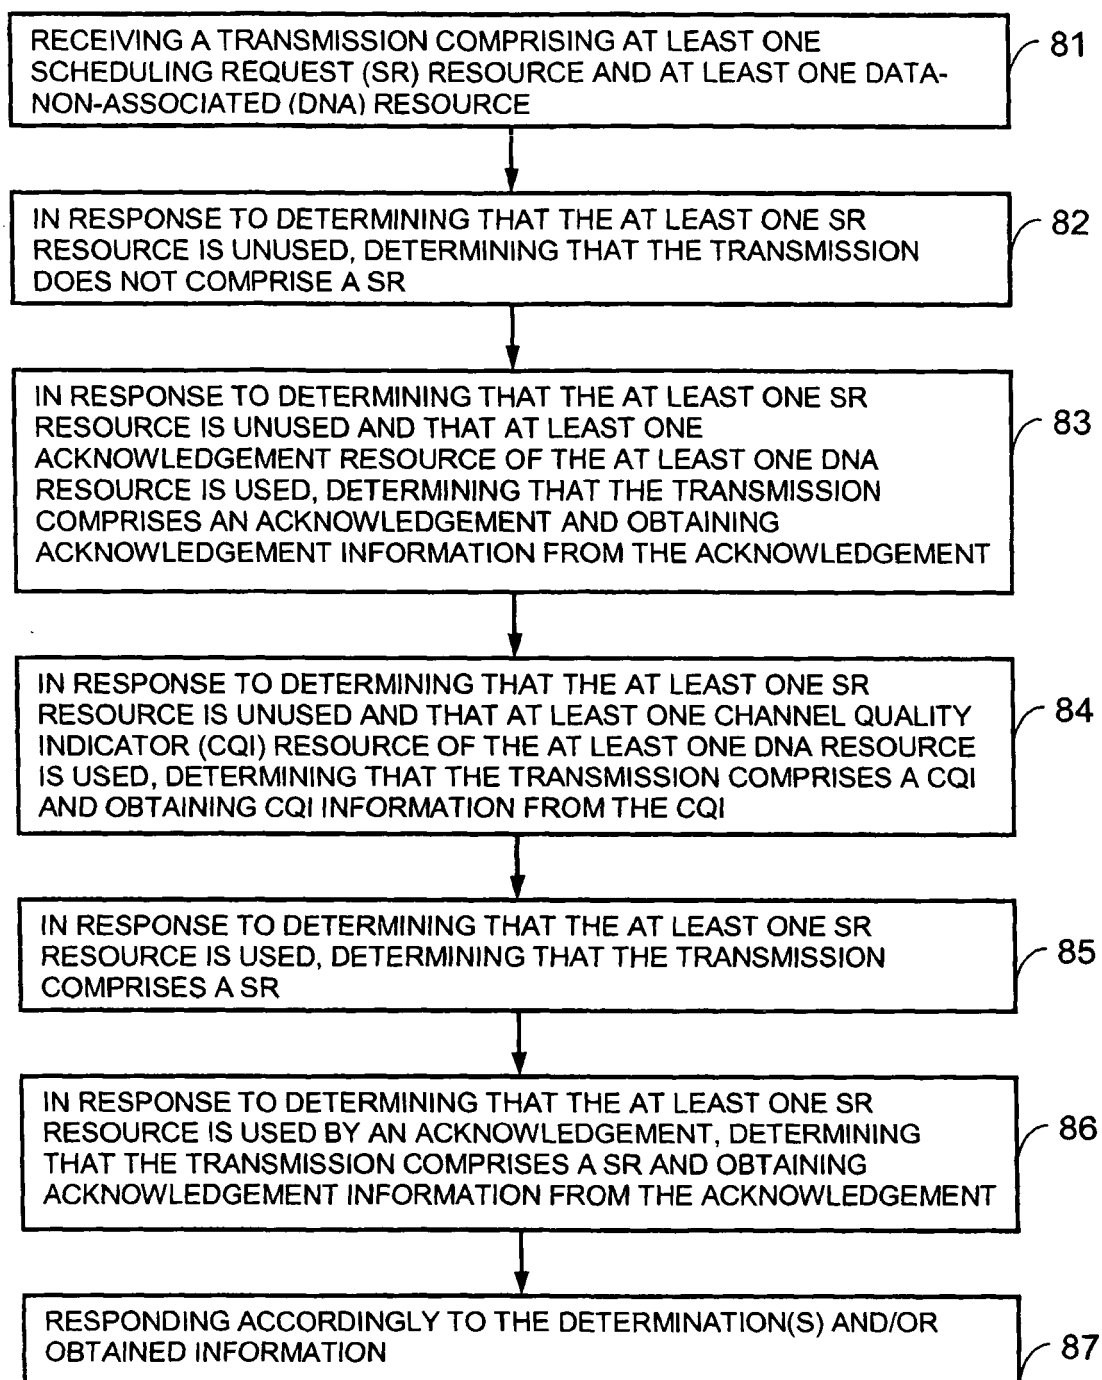 RECEIVING A TRANSMISSION COMPRISING AT LEAST ONE
SCHEDULING REQUEST (SR) RESOURCE AND AT LEAST ONE DATA-
NON-ASSOCIATED (DNA) RESOURCE
81
IN RESPONSE TO DETERMINING THAT THE AT LEAST ONE SR
RESOURCE IS UNUSED, DETERMINING THAT THE TRANSMISSION
DOES NOT COMPRISE A SR
82
IN RESPONSE TO DETERMINING THAT THE AT LEAST ONE SR
RESOURCE IS UNUSED AND THAT AT LEAST ONE
ACKNOWLEDGEMENT RESOURCE OF THE AT LEAST ONE DNA
RESOURCE IS USED, DETERMINING THAT THE TRANSMISSION
COMPRISES AN ACKNOWLEDGEMENT AND OBTAINING
ACKNOWLEDGEMENT INFORMATION FROM THE ACKNOWLEDGEMENT
83
IN RESPONSE TO DETERMINING THAT THE AT LEAST ONE SR
RESOURCE IS UNUSED AND THAT AT LEAST ONE CHANNEL QUALITY
INDICATOR (CQI) RESOURCE OF THE AT LEAST ONE DNA RESOURCE
IS USED, DETERMINING THAT THE TRANSMISSION COMPRISES A CQI
AND OBTAINING CQI INFORMATION FROM THE CQI
84
IN RESPONSE TO DETERMINING THAT THE AT LEAST ONE SR
RESOURCE IS USED, DETERMINING THAT THE TRANSMISSION
COMPRISES A SR
85
IN RESPONSE TO DETERMINING THAT THE AT LEAST ONE SR
RESOURCE IS USED BY AN ACKNOWLEDGEMENT, DETERMINING
THAT THE TRANSMISSION COMPRISES A SR AND OBTAINING
ACKNOWLEDGEMENT INFORMATION FROM THE ACKNOWLEDGEMENT
86
RESPONDING ACCORDINGLY TO THE DETERMINATION(S) AND/OR
OBTAINED INFORMATION
87